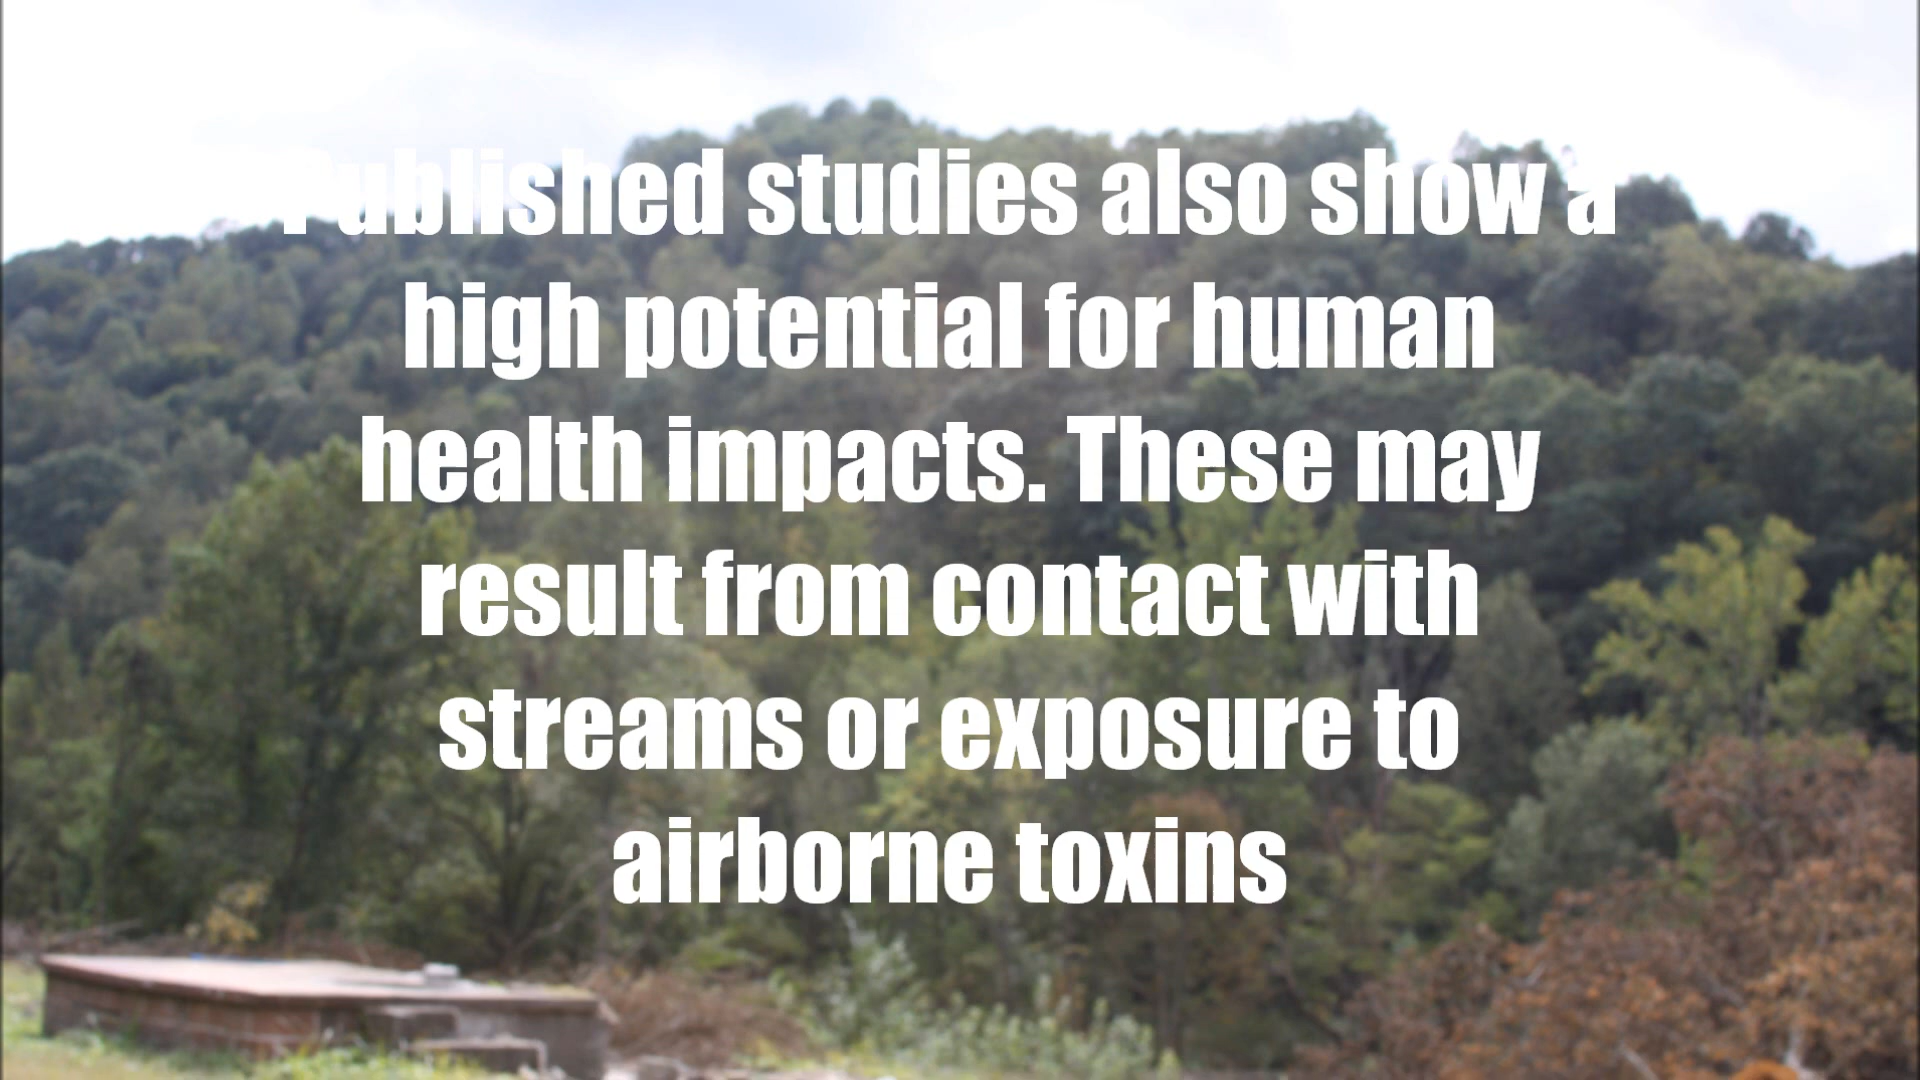 Published studies also show a
high potential for human
health impacts. These may
result from contact with
streams or exposure to
airborne toxins